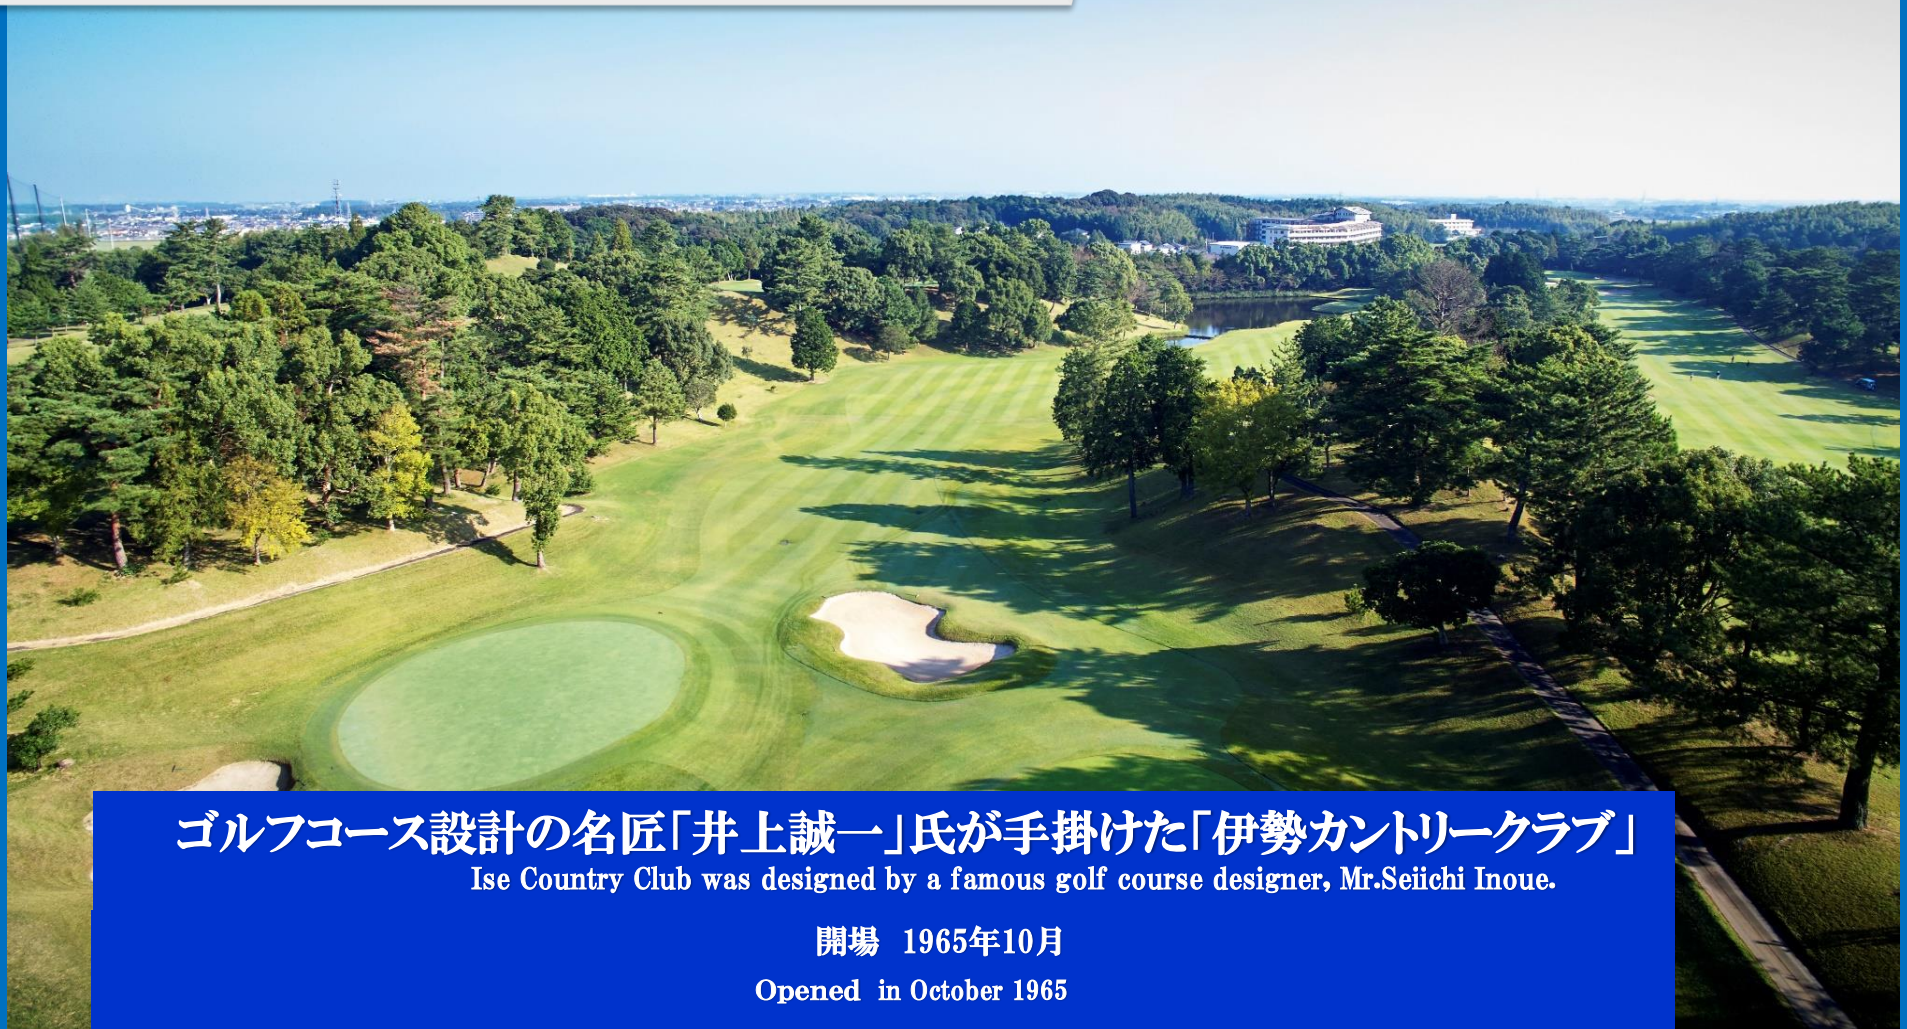 ゴルフコース設計の名匠「井上誠一」氏が手掛けた「伊勢カントリークラブ」
Ise Country Club was designed by a famous golf course designer, Mr.Seiichi Inoue.
開場　1965年10月
Opened in October 1965